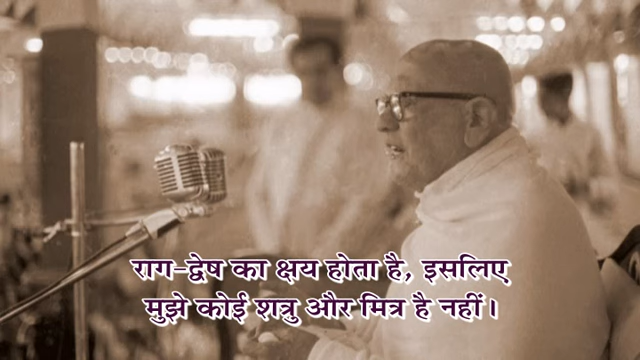 राग-द्वेष का क्षय होता है, इसलिए
मुझे कोई शत्रु और मित्र है नहीं।